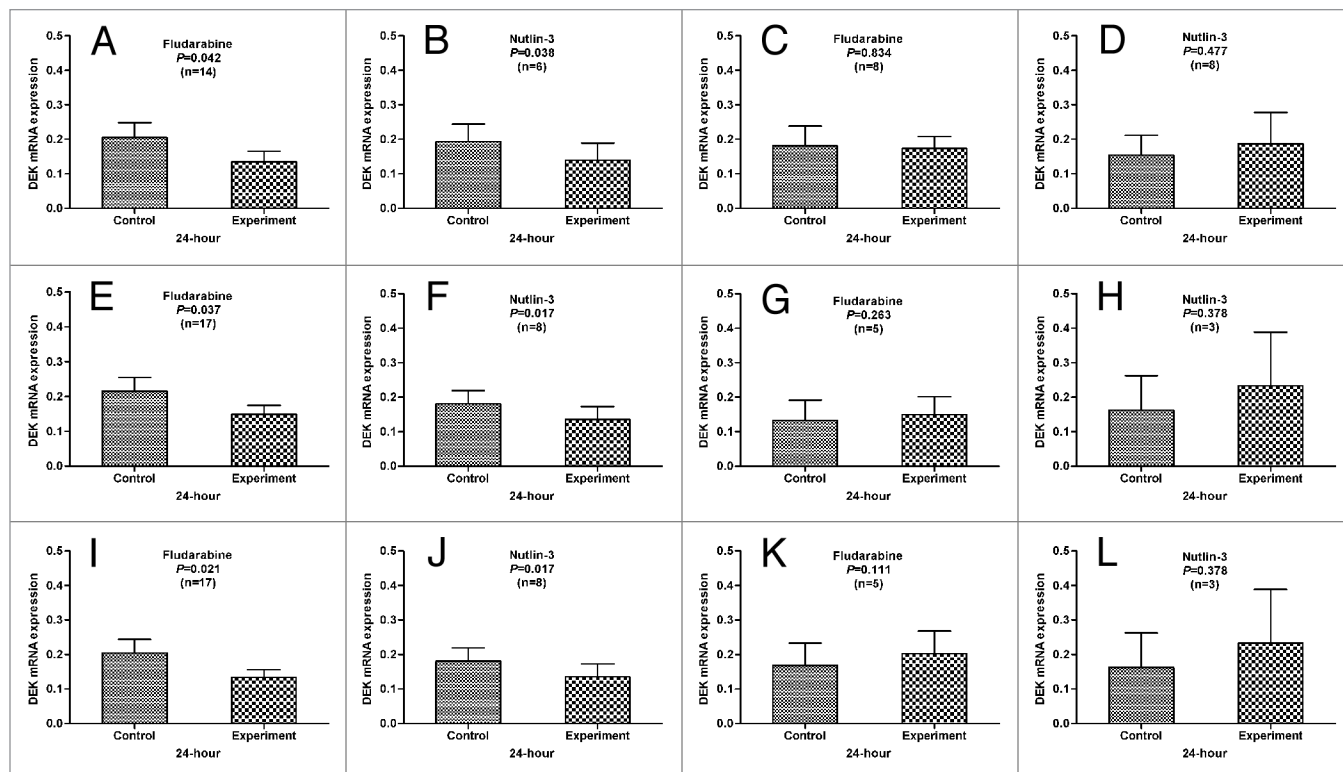 A
Fludarabine
P=0.042
(n=14)
DEK mRNA expression
0.5
0.4
0.3
0.2
0.1
0.0
Control Experiment
24-hour
B
Nutlin-3
P=0.038
(n=6)
DEK mRNA expression
0.5
0.4
0.3
0.2
0.1
0.0
Control Experiment
24-hour
C
Fludarabine
P=0.834
(n=8)
DEK mRNA expression
0.5
0.4
0.3
0.2
0.1
0.0
Control Experiment
24-hour
D
Nutlin-3
P=0.477
(n=8)
DEK mRNA expression
0.5
0.4
0.3
0.2
0.1
0.0
Control Experiment
24-hour
E
Fludarabine
P=0.037
(n=17)
DEK mRNA expression
0.5
0.4
0.3
0.2
0.1
0.0
Control Experiment
24-hour
F
Nutlin-3
P=0.017
(n=8)
DEK mRNA expression
0.5
0.4
0.3
0.2
0.1
0.0
Control Experiment
24-hour
G
Fludarabine
P=0.263
(n=5)
DEK mRNA expression
0.5
0.4
0.3
0.2
0.1
0.0
Control Experiment
24-hour
H
Nutlin-3
P=0.378
(n=3)
DEK mRNA expression
0.5
0.4
0.3
0.2
0.1
0.0
Control Experiment
24-hour
I
Fludarabine
P=0.021
(n=17)
DEK mRNA expression
0.5
0.4
0.3
0.2
0.1
0.0
Control Experiment
24-hour
J
Nutlin-3
P=0.017
(n=8)
DEK mRNA expression
0.5
0.4
0.3
0.2
0.1
0.0
Control Experiment
24-hour
K
Fludarabine
P=0.111
(n=5)
DEK mRNA expression
0.5
0.4
0.3
0.2
0.1
0.0
Control Experiment
24-hour
L
Nutlin-3
P=0.378
(n=3)
DEK mRNA expression
0.5
0.4
0.3
0.2
0.1
0.0
Control Experiment
24-hour